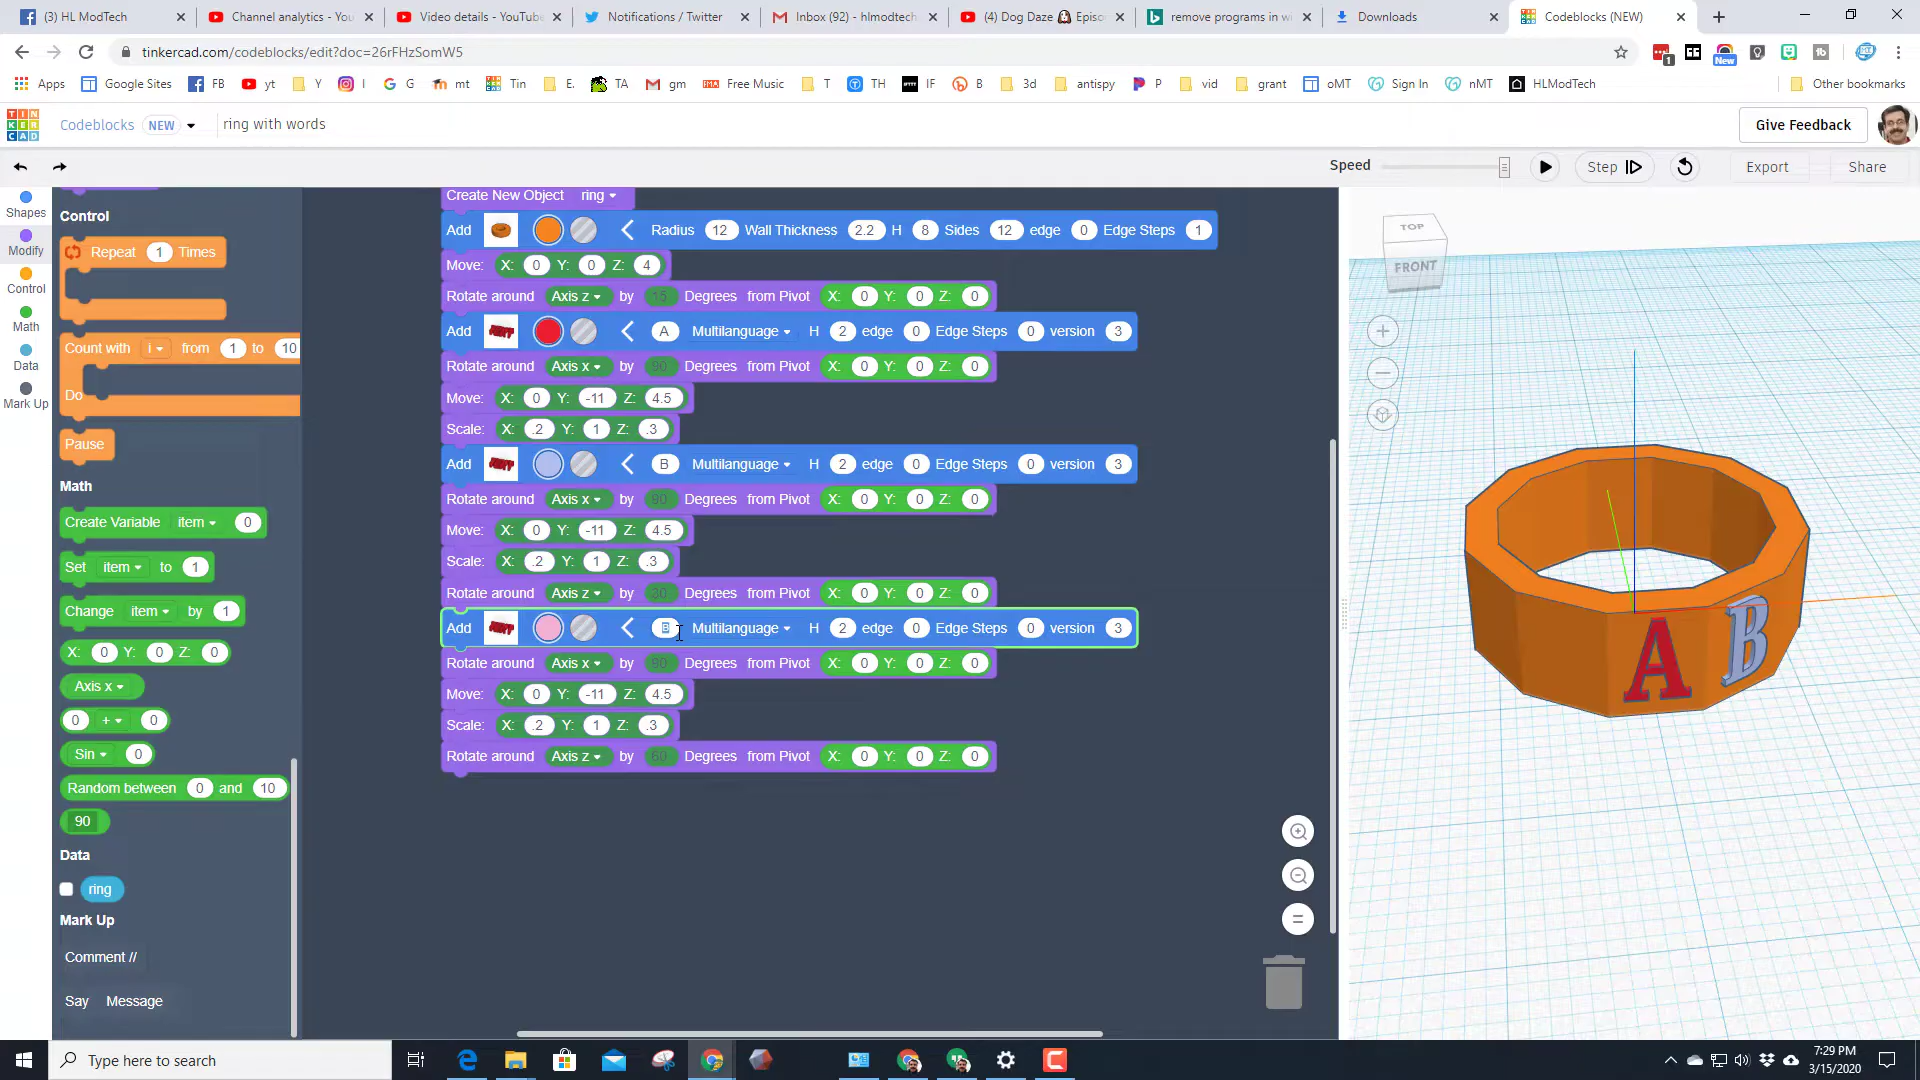 (3) HL ModTech
Channel analytics - You
Video details - YouTube
Notifications / Twitter
Inbox (92) - hlmodtech
(4) Dog Daze Episo
remove programs in wi
Downloads
Codeblocks (NEW)
tinkercad.com/codeblocks/edit?doc=26rFHzSomW5
1
New
Apps Google Sites FB yt Y I G mt Tin E. TA gm Free Music T TH IF B 3d antispy P vid grant oMT Sign In nMT HLModTech Other bookmarks
TIN KER CAD
Codeblocks NEW ring with words Give Feedback
Speed Step Export Share
Shapes
Modify
Control
Math
Data
Mark Up
Control
Repeat 1 Times
Count with i from 1 to 10
Do
Pause
Math
Create Variable item 0
Set item to 1
Change item by 1
X: 0 Y: 0 Z: 0
Axis x
0 + 0
Sin 0
Random between 0 and 10
90
Data
ring
Mark Up
Comment //
Say Message
Create New Object ring
Add Radius 12 Wall Thickness 2.2 H 8 Sides 12 edge 0 Edge Steps 1
Move: X: 0 Y: 0 Z: 4
Rotate around Axis z by 15 Degrees from Pivot X: 0 Y: 0 Z: 0
Add A Multilanguage H 2 edge 0 Edge Steps 0 version 3
Rotate around Axis x by 90 Degrees from Pivot X: 0 Y: 0 Z: 0
Move: X: 0 Y: -11 Z: 4.5
Scale: X: .2 Y: 1 Z: .3
Add B Multilanguage H 2 edge 0 Edge Steps 0 version 3
Rotate around Axis x by 90 Degrees from Pivot X: 0 Y: 0 Z: 0
Move: X: 0 Y: -11 Z: 4.5
Scale: X: .2 Y: 1 Z: .3
Rotate around Axis z by 30 Degrees from Pivot X: 0 Y: 0 Z: 0
Add B Multilanguage H 2 edge 0 Edge Steps 0 version 3
Rotate around Axis x by 90 Degrees from Pivot X: 0 Y: 0 Z: 0
Move: X: 0 Y: -11 Z: 4.5
Scale: X: .2 Y: 1 Z: .3
Rotate around Axis z by 60 Degrees from Pivot X: 0 Y: 0 Z: 0
TOP
FRONT
A B
Type here to search
7:29 PM
3/15/2020